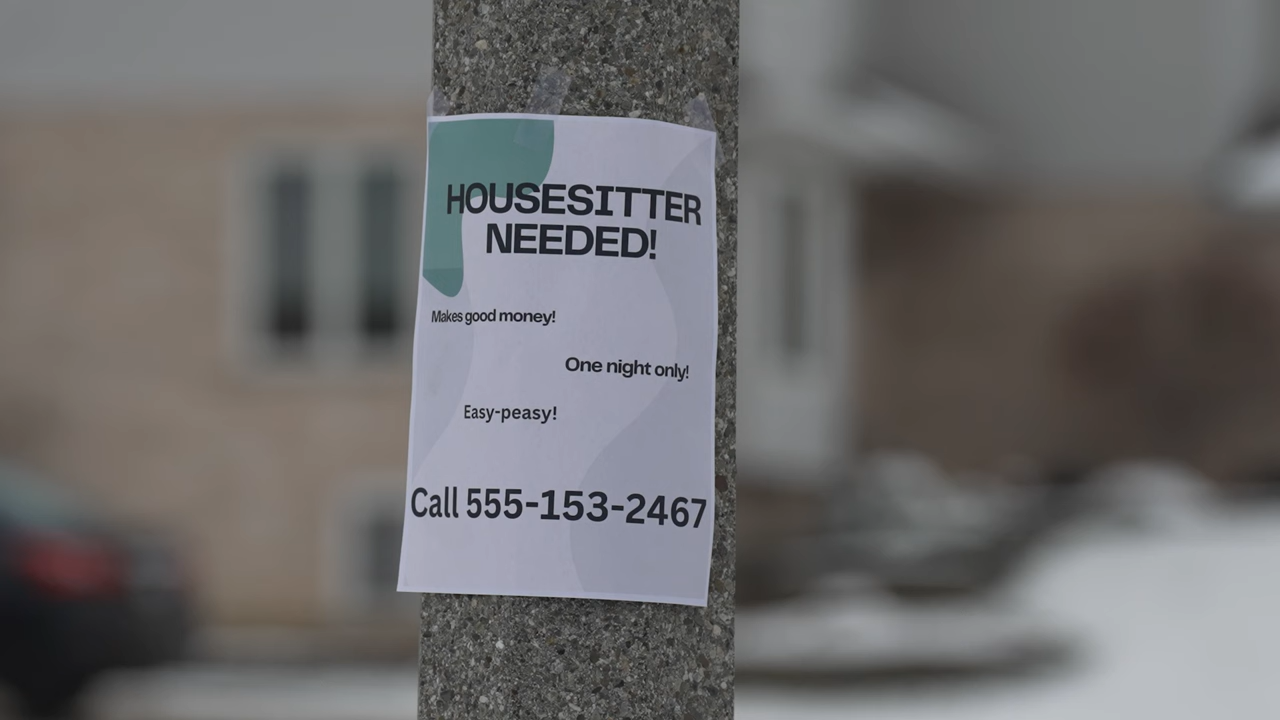 HOUSESITTER
NEEDED!
Makes good money!
One night only!
Easy-peasy!
Call 555-153-2467